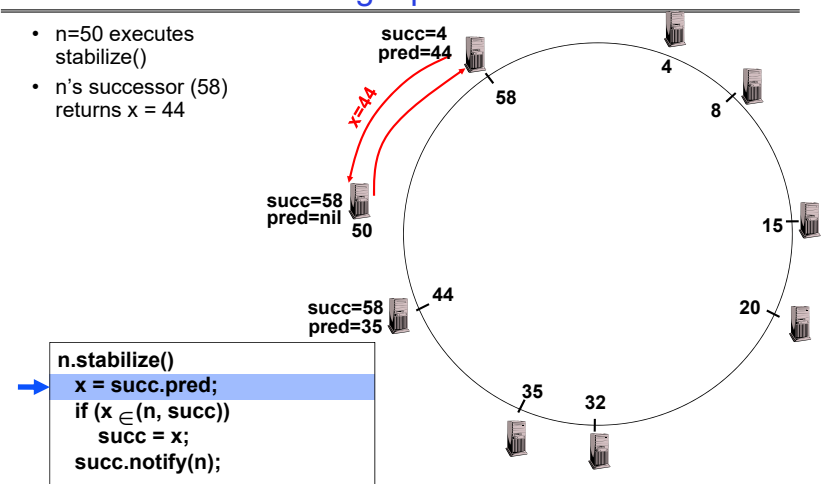 • n=50 executes
stabilize()
• n's successor (58)
returns x = 44
succ=4
pred=44
x=44
58
4
8
succ=58
pred=nil
50
15
succ=58
pred=35
44
20
35
32
n.stabilize()
x = succ.pred;
if (x ∈ (n, succ))
succ = x;
succ.notify(n);